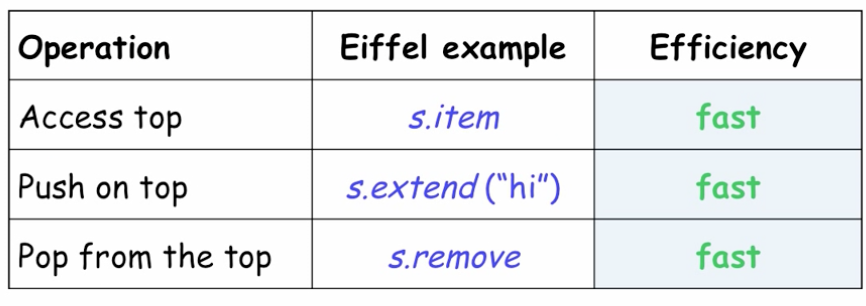 Operation Eiffel example Efficiency
Access top s.item fast
Push on top s.extend (“hi”) fast
Pop from the top s.remove fast